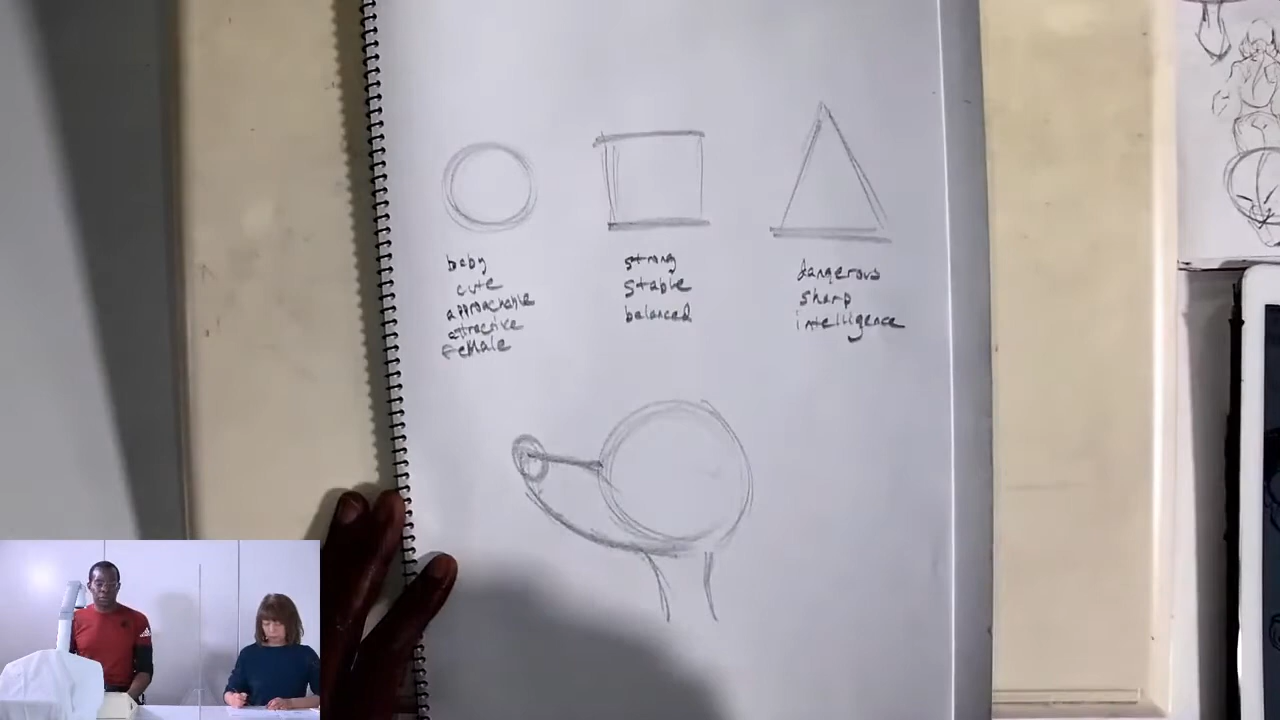 baby
cute
approachable
attractive
female
strong
stable
balanced
dangerous
sharp
intelligence